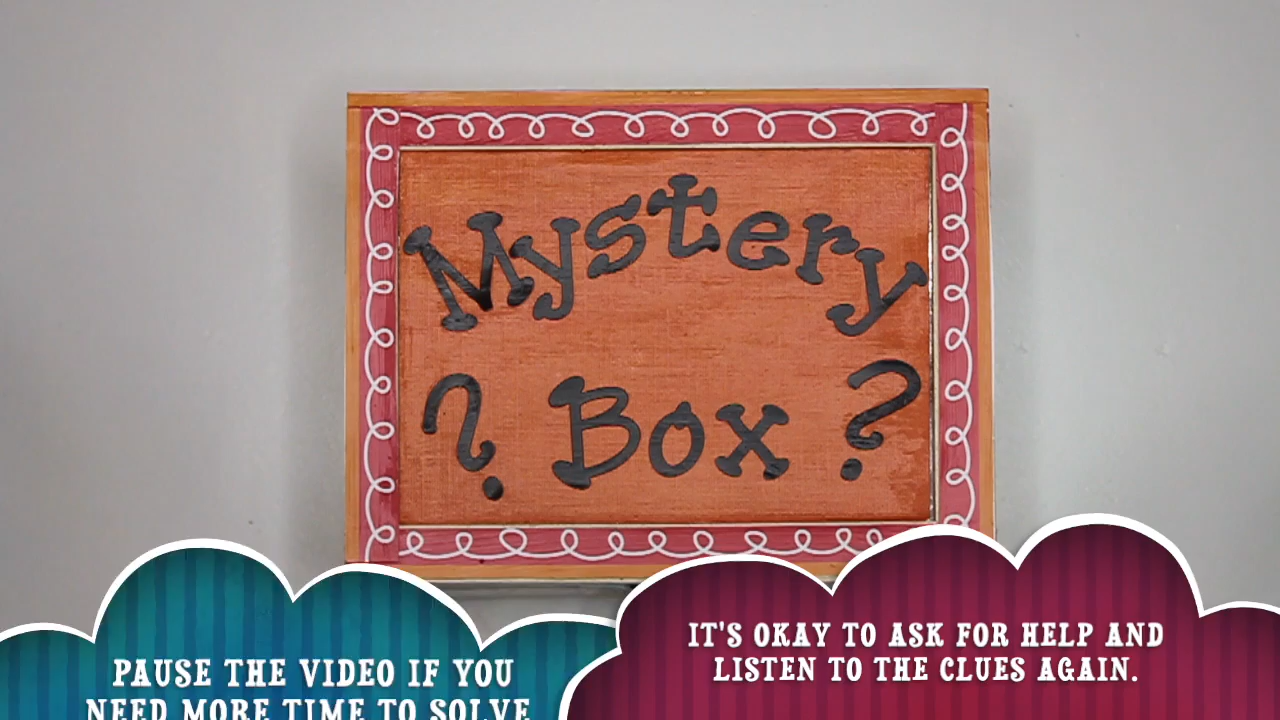 Mystery
? Box ?
PAUSE THE VIDEO IF YOU
NEED MORE TIME TO SOLVE
IT'S OKAY TO ASK FOR HELP AND
LISTEN TO THE CLUES AGAIN.